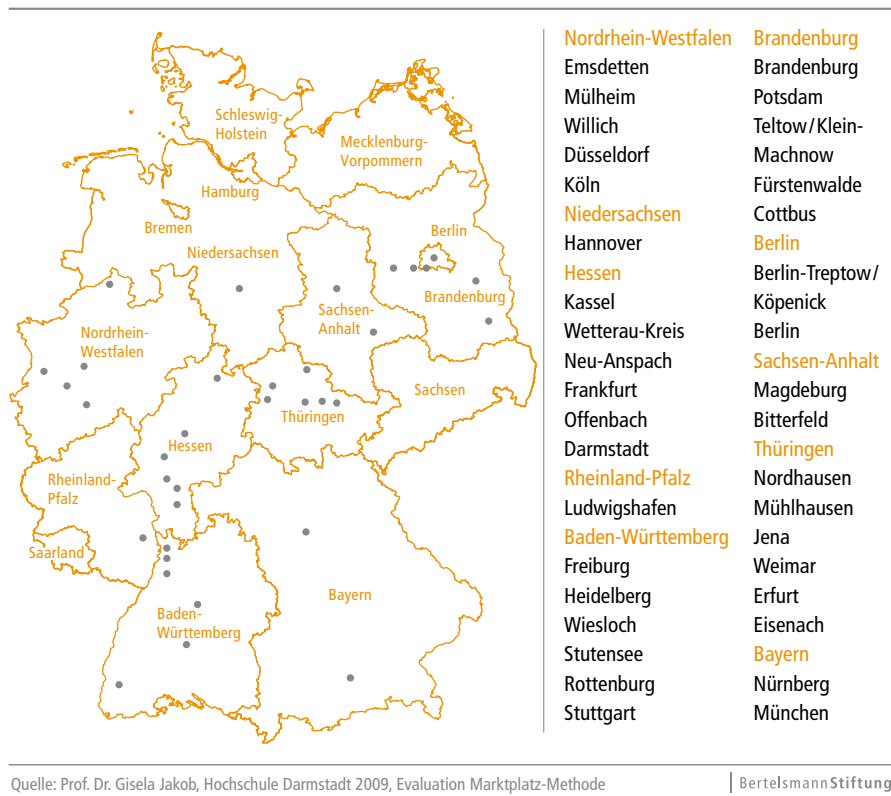 Schleswig-
Holstein
Mecklenburg-
Vorpommern
Hamburg
Bremen
Niedersachsen
Berlin
Brandenburg
Sachsen-
Anhalt
Nordrhein-
Westfalen
Sachsen
Thüringen
Hessen
Rheinland-
Pfalz
Saarland
Bayern
Baden-
Württemberg
Nordrhein-Westfalen
Emsdetten
Mülheim
Willich
Düsseldorf
Köln
Niedersachsen
Hannover
Hessen
Kassel
Wetterau-Kreis
Neu-Anspach
Frankfurt
Offenbach
Darmstadt
Rheinland-Pfalz
Ludwigshafen
Baden-Württemberg
Freiburg
Heidelberg
Wiesloch
Stutensee
Rottenburg
Stuttgart
Brandenburg
Brandenburg
Potsdam
Teltow/Klein-
Machnow
Fürstenwalde
Cottbus
Berlin
Berlin-Treptow/
Köpenick
Berlin
Sachsen-Anhalt
Magdeburg
Bitterfeld
Thüringen
Nordhausen
Mühlhausen
Jena
Weimar
Erfurt
Eisenach
Bayern
Nürnberg
München
Quelle: Prof. Dr. Gisela Jakob, Hochschule Darmstadt 2009, Evaluation Marktplatz-Methode
BertelsmannStiftung